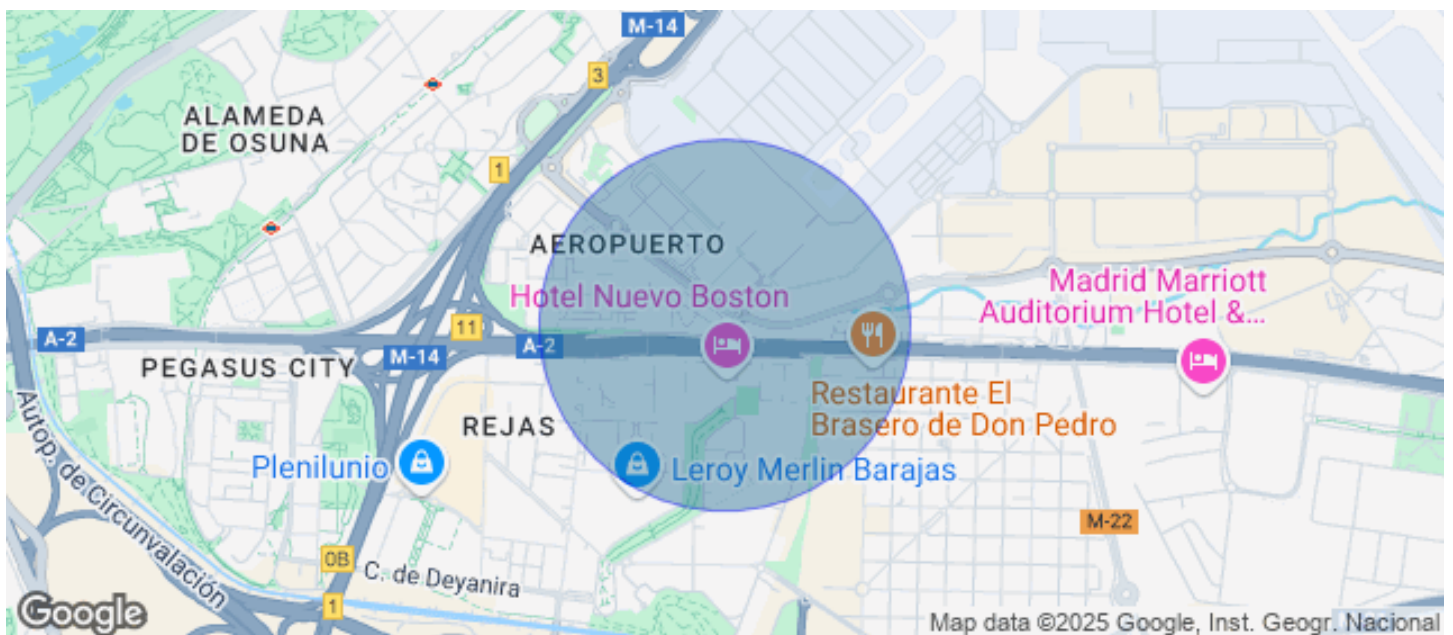 M-14
3
ALAMEDA
DE OSUNA
1
AEROPUERTO
Hotel Nuevo Boston
Madrid Marriott
Auditorium Hotel &...
11
A-2
A-2
M-14
PEGASUS CITY
Restaurante El
Brasero de Don Pedro
REJAS
Plenilunio
Leroy Merlin Barajas
Autop. de Circunvalación
M-22
0B
C. de Deyanira
1
Google
Map data ©2025 Google, Inst. Geogr. Nacional